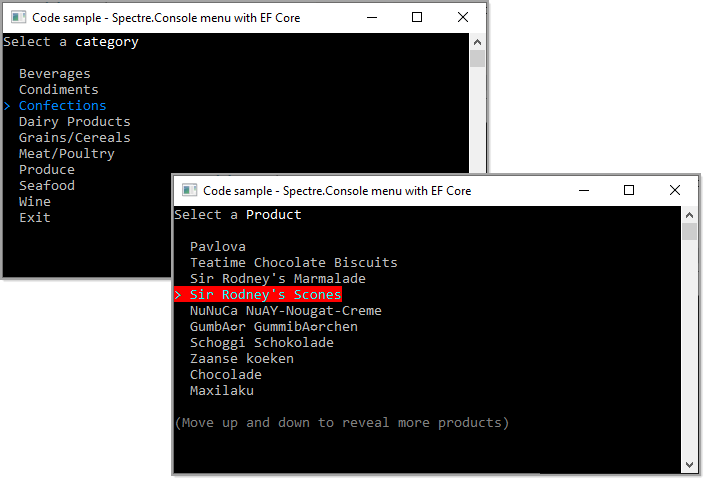 Code sample - Spectre.Console menu with EF Core
Select a category
Beverages
Condiments
> Confections
Dairy Products
Grains/Cereals
Meat/Poultry
Produce
Seafood
Wine
Exit
Code sample - Spectre.Console menu with EF Core
Select a Product
Pavlova
Teatime Chocolate Biscuits
Sir Rodney's Marmalade
> Sir Rodney's Scones
NuNuCa NuAY-Nougat-Creme
GumbA¤r GummibA¤rchen
Schoggi Schokolade
Zaanse koeken
Chocolade
Maxilaku
(Move up and down to reveal more products)